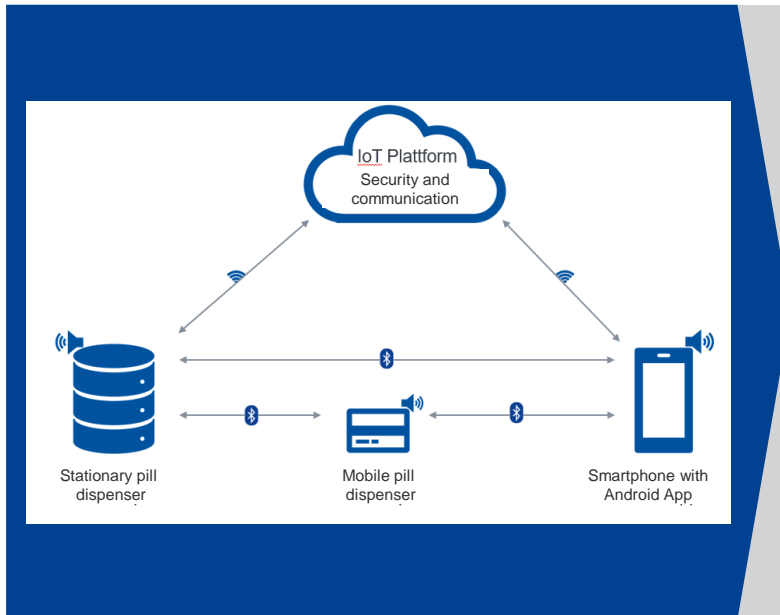 IoT Plattform
Security and
communication
Stationary pill
dispenser
Mobile pill
dispenser
Smartphone with
Android App